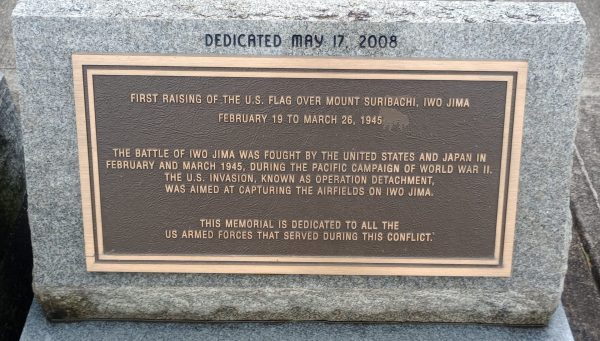 DEDICATED MAY 17, 2008
FIRST RAISING OF THE U.S. FLAG OVER MOUNT SURIBACHI, IWO JIMA
FEBRUARY 19 TO MARCH 26, 1945
THE BATTLE OF IWO JIMA WAS FOUGHT BY THE UNITED STATES AND JAPAN IN
FEBRUARY AND MARCH 1945, DURING THE PACIFIC CAMPAIGN OF WORLD WAR II.
THE U.S. INVASION, KNOWN AS OPERATION DETACHMENT,
WAS AIMED AT CAPTURING THE AIRFIELDS ON IWO JIMA.
THIS MEMORIAL IS DEDICATED TO ALL THE
US ARMED FORCES THAT SERVED DURING THIS CONFLICT.